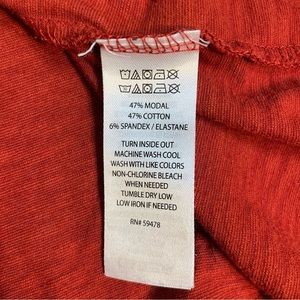 47% MODAL
47% COTTON
6% SPANDEX / ELASTANE
TURN INSIDE OUT
MACHINE WASH COOL
WASH WITH LIKE COLORS
NON-CHLORINE BLEACH
WHEN NEEDED
TUMBLE DRY LOW
LOW IRON IF NEEDED
RN# 59478